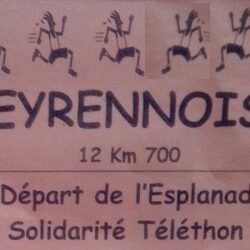 EYRENNOIS
12 Km 700
Départ de l'Esplanad
Solidarité Téléthon